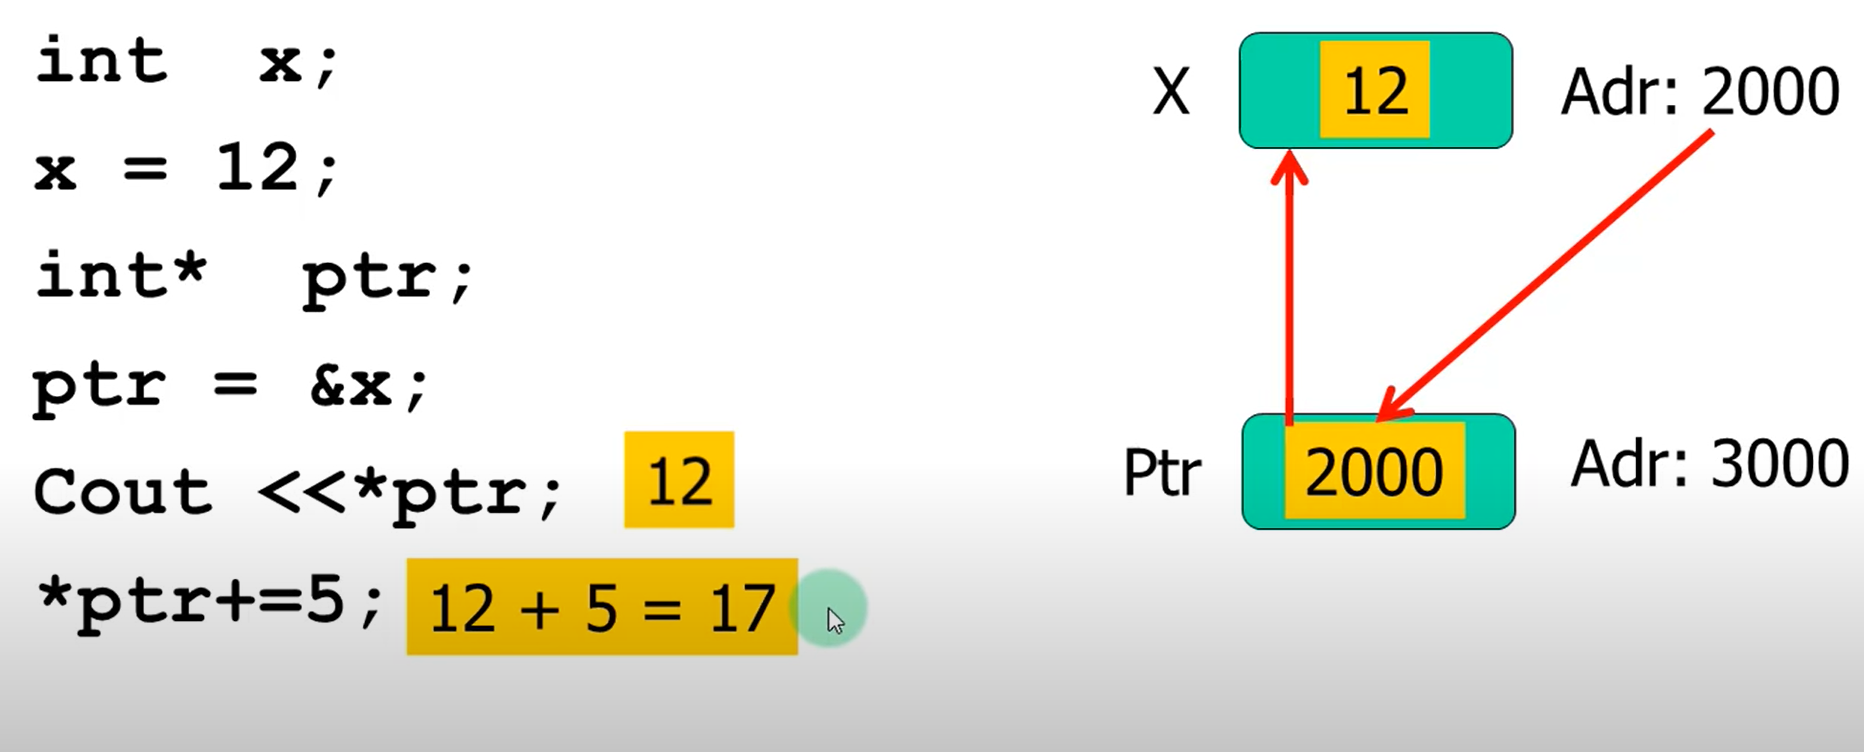 int x;
x = 12;
int* ptr;
ptr = &x;
Cout <<*ptr; 12
*ptr+=5; 12 + 5 = 17
X 12 Adr: 2000
Ptr 2000 Adr: 3000